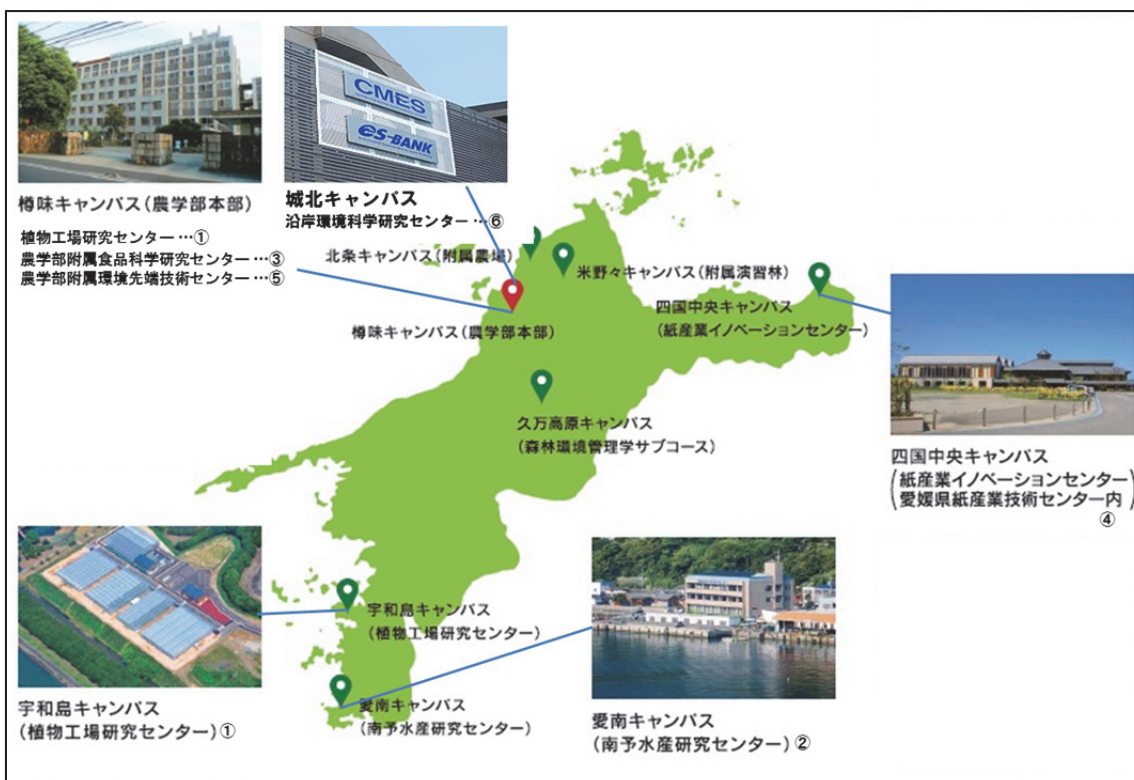 CMES
es-BANK
樽味キャンパス(農学部本部)
植物工場研究センター…①
農学部附属食品科学研究センター…③
農学部附属環境先端技術センター…⑤
城北キャンパス
沿岸環境科学研究センター…⑥
北条キャンパス(附属農場)
米野々キャンパス(附属演習林)
四国中央キャンパス
(紙産業イノベーションセンター)
樽味キャンパス(農学部本部)
久万高原キャンパス
(森林環境管理学サブコース)
四国中央キャンパス
(紙産業イノベーションセンター
愛媛県紙産業技術センター内)
④
宇和島キャンパス
(植物工場研究センター)
愛南キャンパス
(南予水産研究センター)
宇和島キャンパス
(植物工場研究センター)①
愛南キャンパス
(南予水産研究センター)②